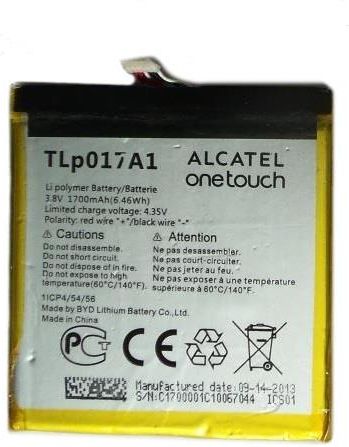 TLp017A1
ALCATEL
onetouch
Li polymer Battery/Batterie
3.8V 1700mAh(6.46Wh)
Limited charge voltage: 4.35V
Polarity: red wire "+"/black wire "-"
Cautions
Do not disassemble.
Do not short-circuit.
Do not dispose in fire.
Do not expose to high
temperature(60°C/140°F).
Attention
Ne pas desassembler.
Ne pas court-circuiter.
Ne pas jeter au feu.
Ne pas exposer
supérieure à 60°C/140°F.
1ICP4/54/56
Made by BYD Lithium Battery Co., Ltd.
Made in China
Manufactured date: 09-14-2013
S/N:C1700001C10067044 ICS01